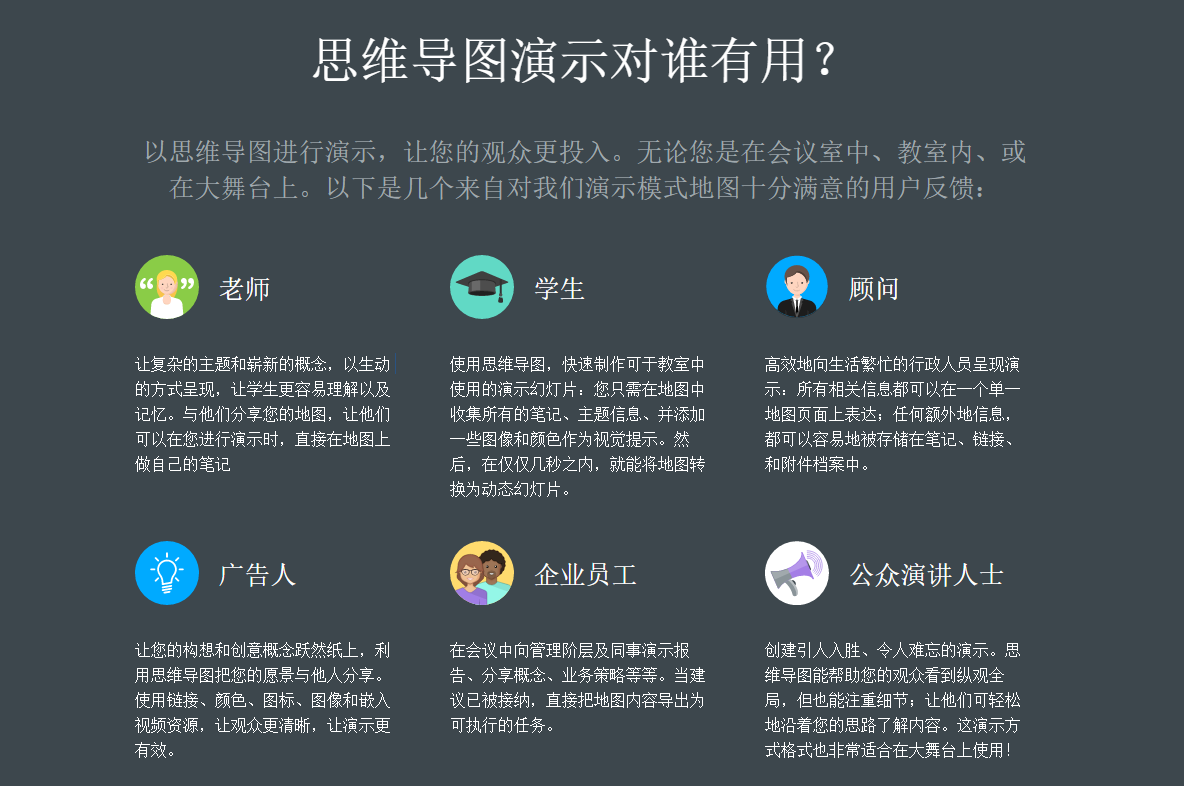 思维导图演示对谁有用？
以思维导图进行演示，让您的观众更投入。无论您是在会议室中、教室内、或
在大舞台上。以下是几个来自对我们演示模式地图十分满意的用户反馈：
老师
让复杂的主题和崭新的概念，以生动
的方式呈现，让学生更容易理解以及
记忆。与他们分享您的地图，让他们
可以在您进行演示时，直接在地图上
做自己的笔记
学生
使用思维导图，快速制作可于教室中
使用的演示幻灯片：您只需在地图中
收集所有的笔记、主题信息、并添加
一些图像和颜色作为视觉提示。然
后，在仅仅几秒之内，就能将地图转
换为动态幻灯片。
顾问
高效地向生活繁忙的行政人员呈现演
示：所有相关信息都可以在一个单一
地图页面上表达；任何额外地信息，
都可以容易地被存储在笔记、链接、
和附件档案中。
广告人
让您的构想和创意概念跃然纸上，利
用思维导图把您的愿景与他人分享。
使用链接、颜色、图标、图像和嵌入
视频资源，让观众更清晰，让演示更
有效。
企业员工
在会议中向管理阶层及同事演示报
告、分享概念、业务策略等等。当建
议已被接纳，直接把地图内容导出为
可执行的任务。
公众演讲人士
创建引人入胜、令人难忘的演示。思
维导图能帮助您的观众看到纵观全
局，但也能注重细节；让他们可轻松
地沿着您的思路了解内容。这演示方
式格式也非常适合在大舞台上使用！